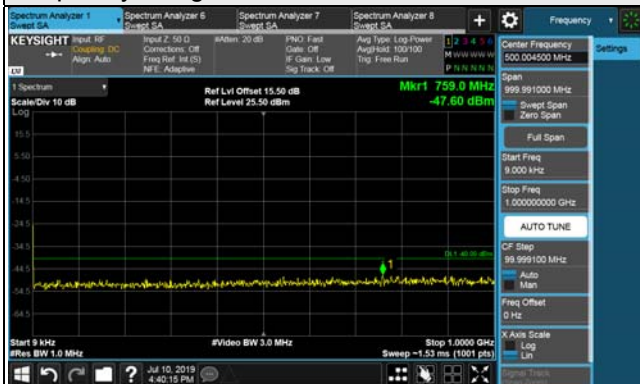 Spectrum Analyzer 1
Swept SA
Spectrum Analyzer 6
Swept SA
Spectrum Analyzer 7
Swept SA
Spectrum Analyzer 8
Swept SA
+
Frequency
KEYSIGHT
Input: RF
Coupling: DC
Align: Auto
Input Z: 50 Ω
Corrections: Off
Freq Ref: Int (S)
NFE: Adaptive
#Atten: 20 dB
PNO: Fast
Gate: Off
IF Gain: Low
Sig Track: Off
Avg Type: Log-Power
Avg|Hold: 100/100
Trig: Free Run
1 2 3 4 5 6
M W W W W W
P N N N N N
LXI
1 Spectrum
Scale/Div 10 dB
Log
Ref Lvl Offset 15.50 dB
Ref Level 25.50 dBm
Mkr1 759.0 MHz
-47.60 dBm
15.5
5.50
-4.50
-14.5
-24.5
-34.5
-44.5
-54.5
-64.5
1
Start 9 kHz
#Res BW 1.0 MHz
#Video BW 3.0 MHz
Stop 1.0000 GHz
Sweep ~1.53 ms (1001 pts)
Center Frequency
500.004500 MHz
Settings
Span
999.991000 MHz
Swept Span
Zero Span
Full Span
Start Freq
9.000 kHz
Stop Freq
1.000000000 GHz
AUTO TUNE
CF Step
99.999100 MHz
Auto
Man
Freq Offset
0 Hz
X Axis Scale
Log
Lin
Signal Track
?
Jul 10, 2019
4:40:15 PM